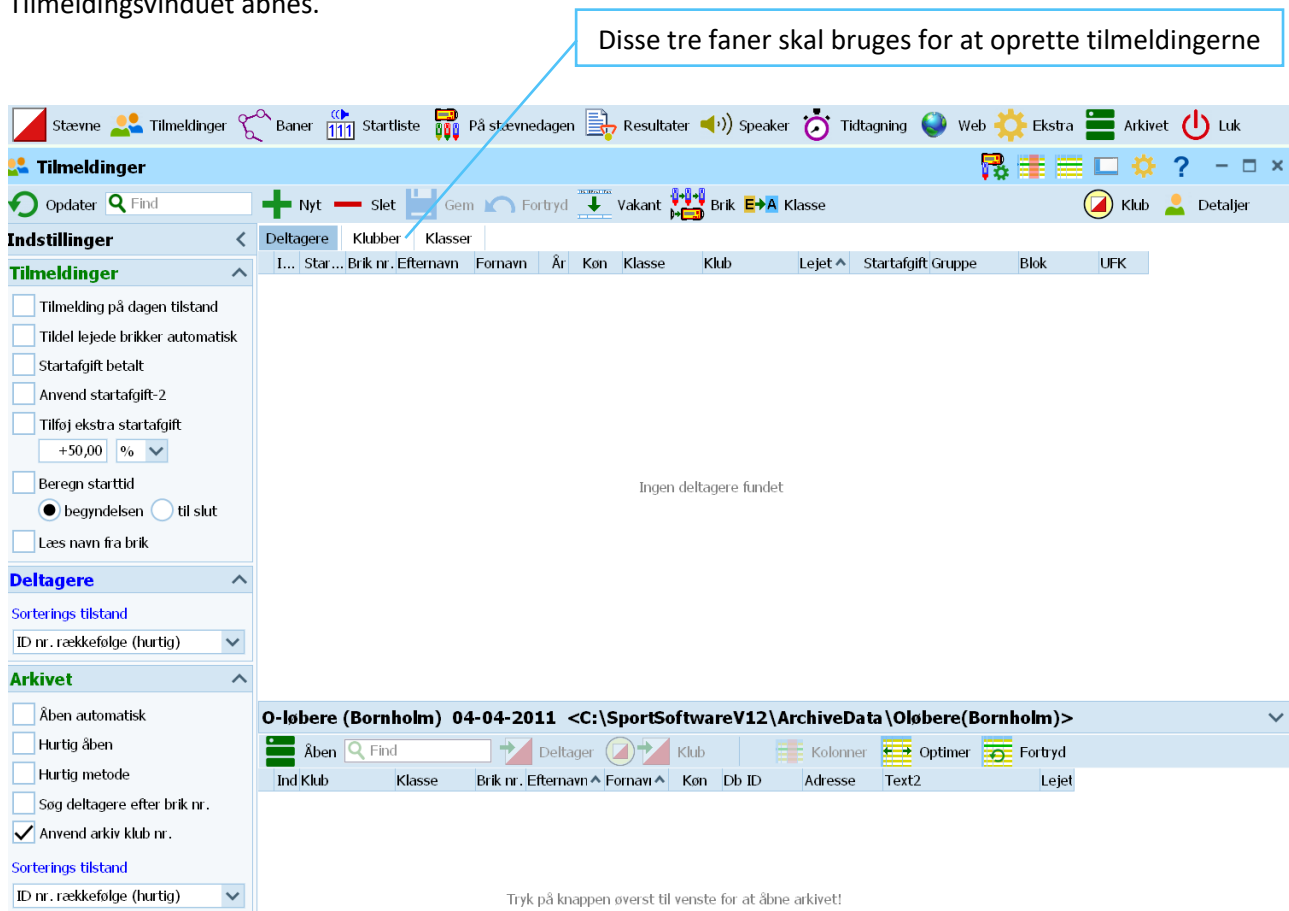 Tilmeldingsvinduet åbnes.
Disse tre faner skal bruges for at oprette tilmeldingerne
Stævne Tilmeldinger Baner 111 Startliste På stævnedagen Resultater Speaker Tidtagning Web Ekstra Arkivet Luk
Tilmeldinger ?
Opdater Find Nyt Slet Gem Fortryd Vakant Brik E→A Klasse Klub Detaljer
Indstillinger Deltagere Klubber Klasser
I... Star... Brik nr. Efternavn Fornavn År Køn Klasse Klub Lejet Startafgift Gruppe Blok UFK
Tilmeldinger
Tilmelding på dagen tilstand
Tildel lejede brikker automatisk
Startafgift betalt
Anvend startafgift-2
Tilføj ekstra startafgift
+50,00 %
Beregn starttid
begyndelsen til slut
Læs navn fra brik
Ingen deltagere fundet
Deltagere
Sorterings tilstand
ID nr. rækkefølge (hurtig)
Arkivet
Åben automatisk
Hurtig åben
Hurtig metode
Søg deltagere efter brik nr.
Anvend arkiv klub nr.
Sorterings tilstand
ID nr. rækkefølge (hurtig)
O-løbere (Bornholm) 04-04-2011 <C:\SportSoftwareV12\ArchiveData\Oløbere(Bornholm)>
Åben Find Deltager Klub Kolonner Optimer Fortryd
Ind Klub Klasse Brik nr. Efternavn Fornavı Køn Db ID Adresse Text2 Lejet
Tryk på knappen øverst til venste for at åbne arkivet!